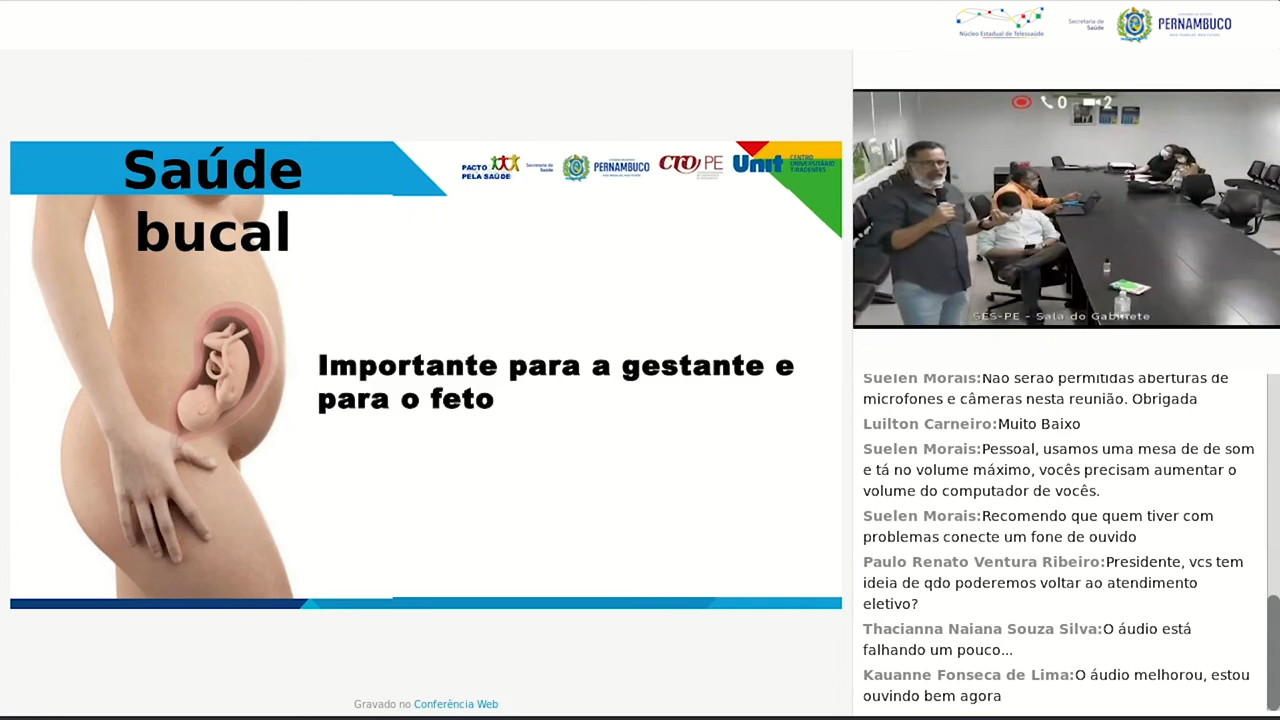 Núcleo Estadual de Telessaúde
Secretaria de
Saúde
PERNAMBUCO
Saúde
bucal
PACTO
PELA SAÚDE
Secretaria de
Saúde
PERNAMBUCO
CRO PE
Unit
CENTRO
UNIVERSITÁRIO
TIRADENTES
Importante para a gestante e
para o feto
0
2
SES-PE - Sala do Gabinete
Suelen Morais:Não serão permitidas aberturas de
microfones e câmeras nesta reunião. Obrigada
Luilton Carneiro:Muito Baixo
Suelen Morais:Pessoal, usamos uma mesa de de som
e tá no volume máximo, vocês precisam aumentar o
volume do computador de vocês.
Suelen Morais:Recomendo que quem tiver com
problemas conecte um fone de ouvido
Paulo Renato Ventura Ribeiro:Presidente, vcs tem
ideia de qdo poderemos voltar ao atendimento
eletivo?
Thacianna Naiana Souza Silva:O áudio está
falhando um pouco...
Kauanne Fonseca de Lima:O áudio melhorou, estou
ouvindo bem agora
Gravado no Conferência Web